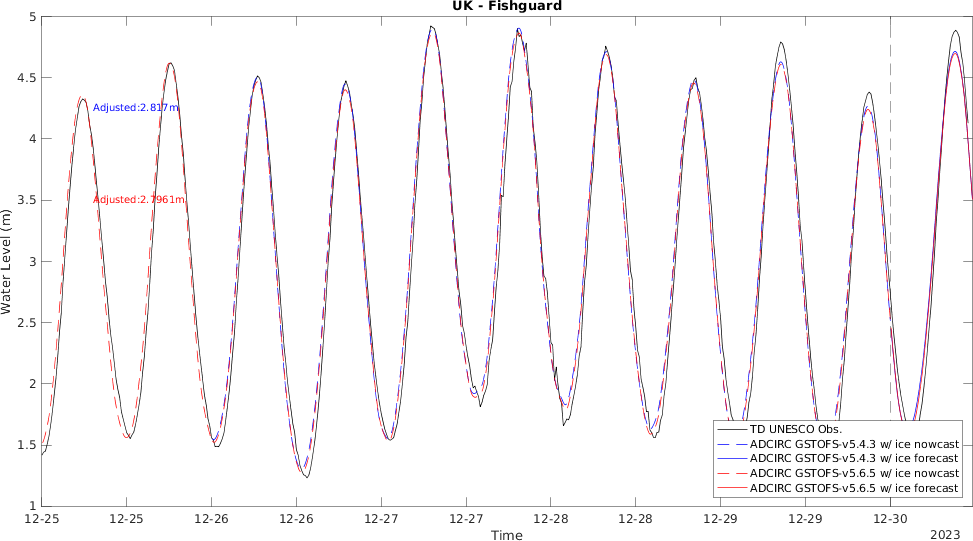 UK - Fishguard
5
4.5
4
3.5
3
2.5
2
1.5
1
Water Level (m)
Adjusted:2.817m
Adjusted:2.7961m
TD UNESCO Obs.
ADCIRC GSTOFS-v5.4.3 w/ ice nowcast
ADCIRC GSTOFS-v5.4.3 w/ ice forecast
ADCIRC GSTOFS-v5.6.5 w/ ice nowcast
ADCIRC GSTOFS-v5.6.5 w/ ice forecast
12-25 12-25 12-26 12-26 12-27 12-27 12-28 12-28 12-29 12-29 12-30
Time
2023